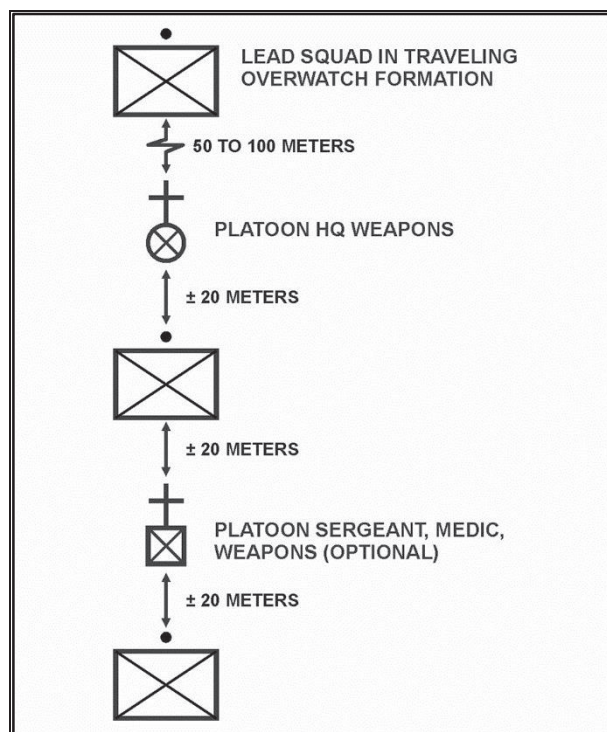 LEAD SQUAD IN TRAVELING
OVERWATCH FORMATION
50 TO 100 METERS
PLATOON HQ WEAPONS
± 20 METERS
± 20 METERS
PLATOON SERGEANT, MEDIC,
WEAPONS (OPTIONAL)
± 20 METERS